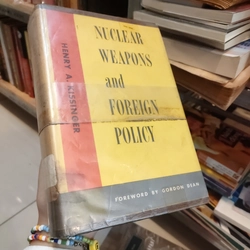 HENRY A. KISSINGER
NUCLEAR
WEAPONS
and
FOREIGN
POLICY
FOREWORD BY GORDON DEAN